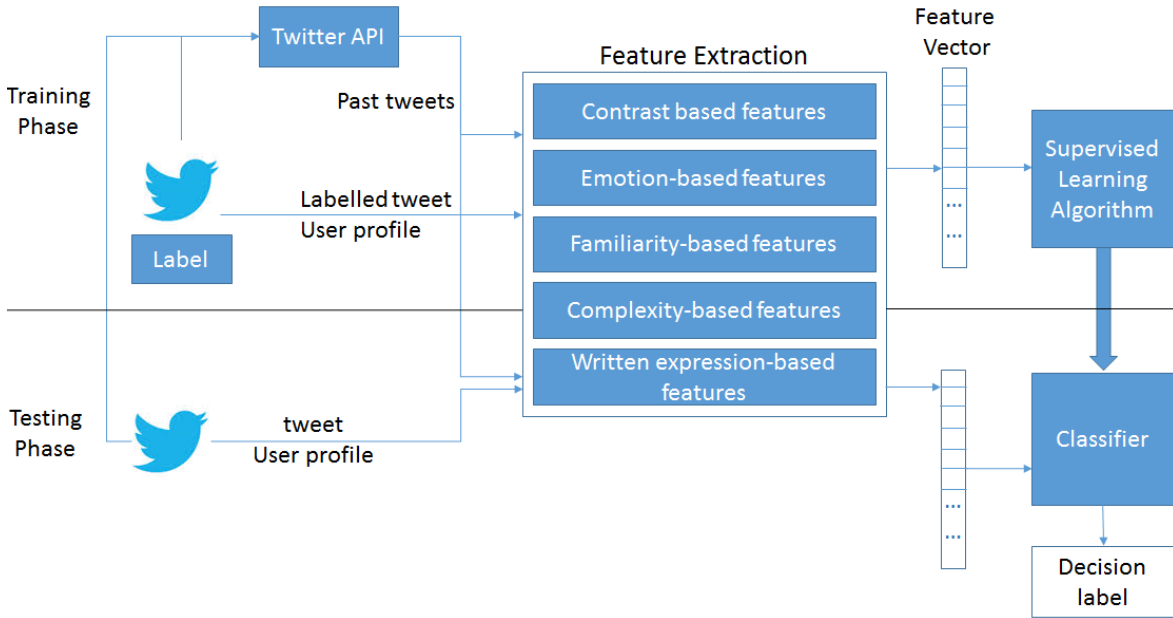 Twitter API
Feature
Vector
Feature Extraction
Training
Phase
Past tweets
Contrast based features
Supervised
Learning
Algorithm
Emotion-based features
Labelled tweet
User profile
...
...
Familiarity-based features
Label
Complexity-based features
Written expression-based
features
Testing
Phase
tweet
User profile
Classifier
...
...
Decision
label